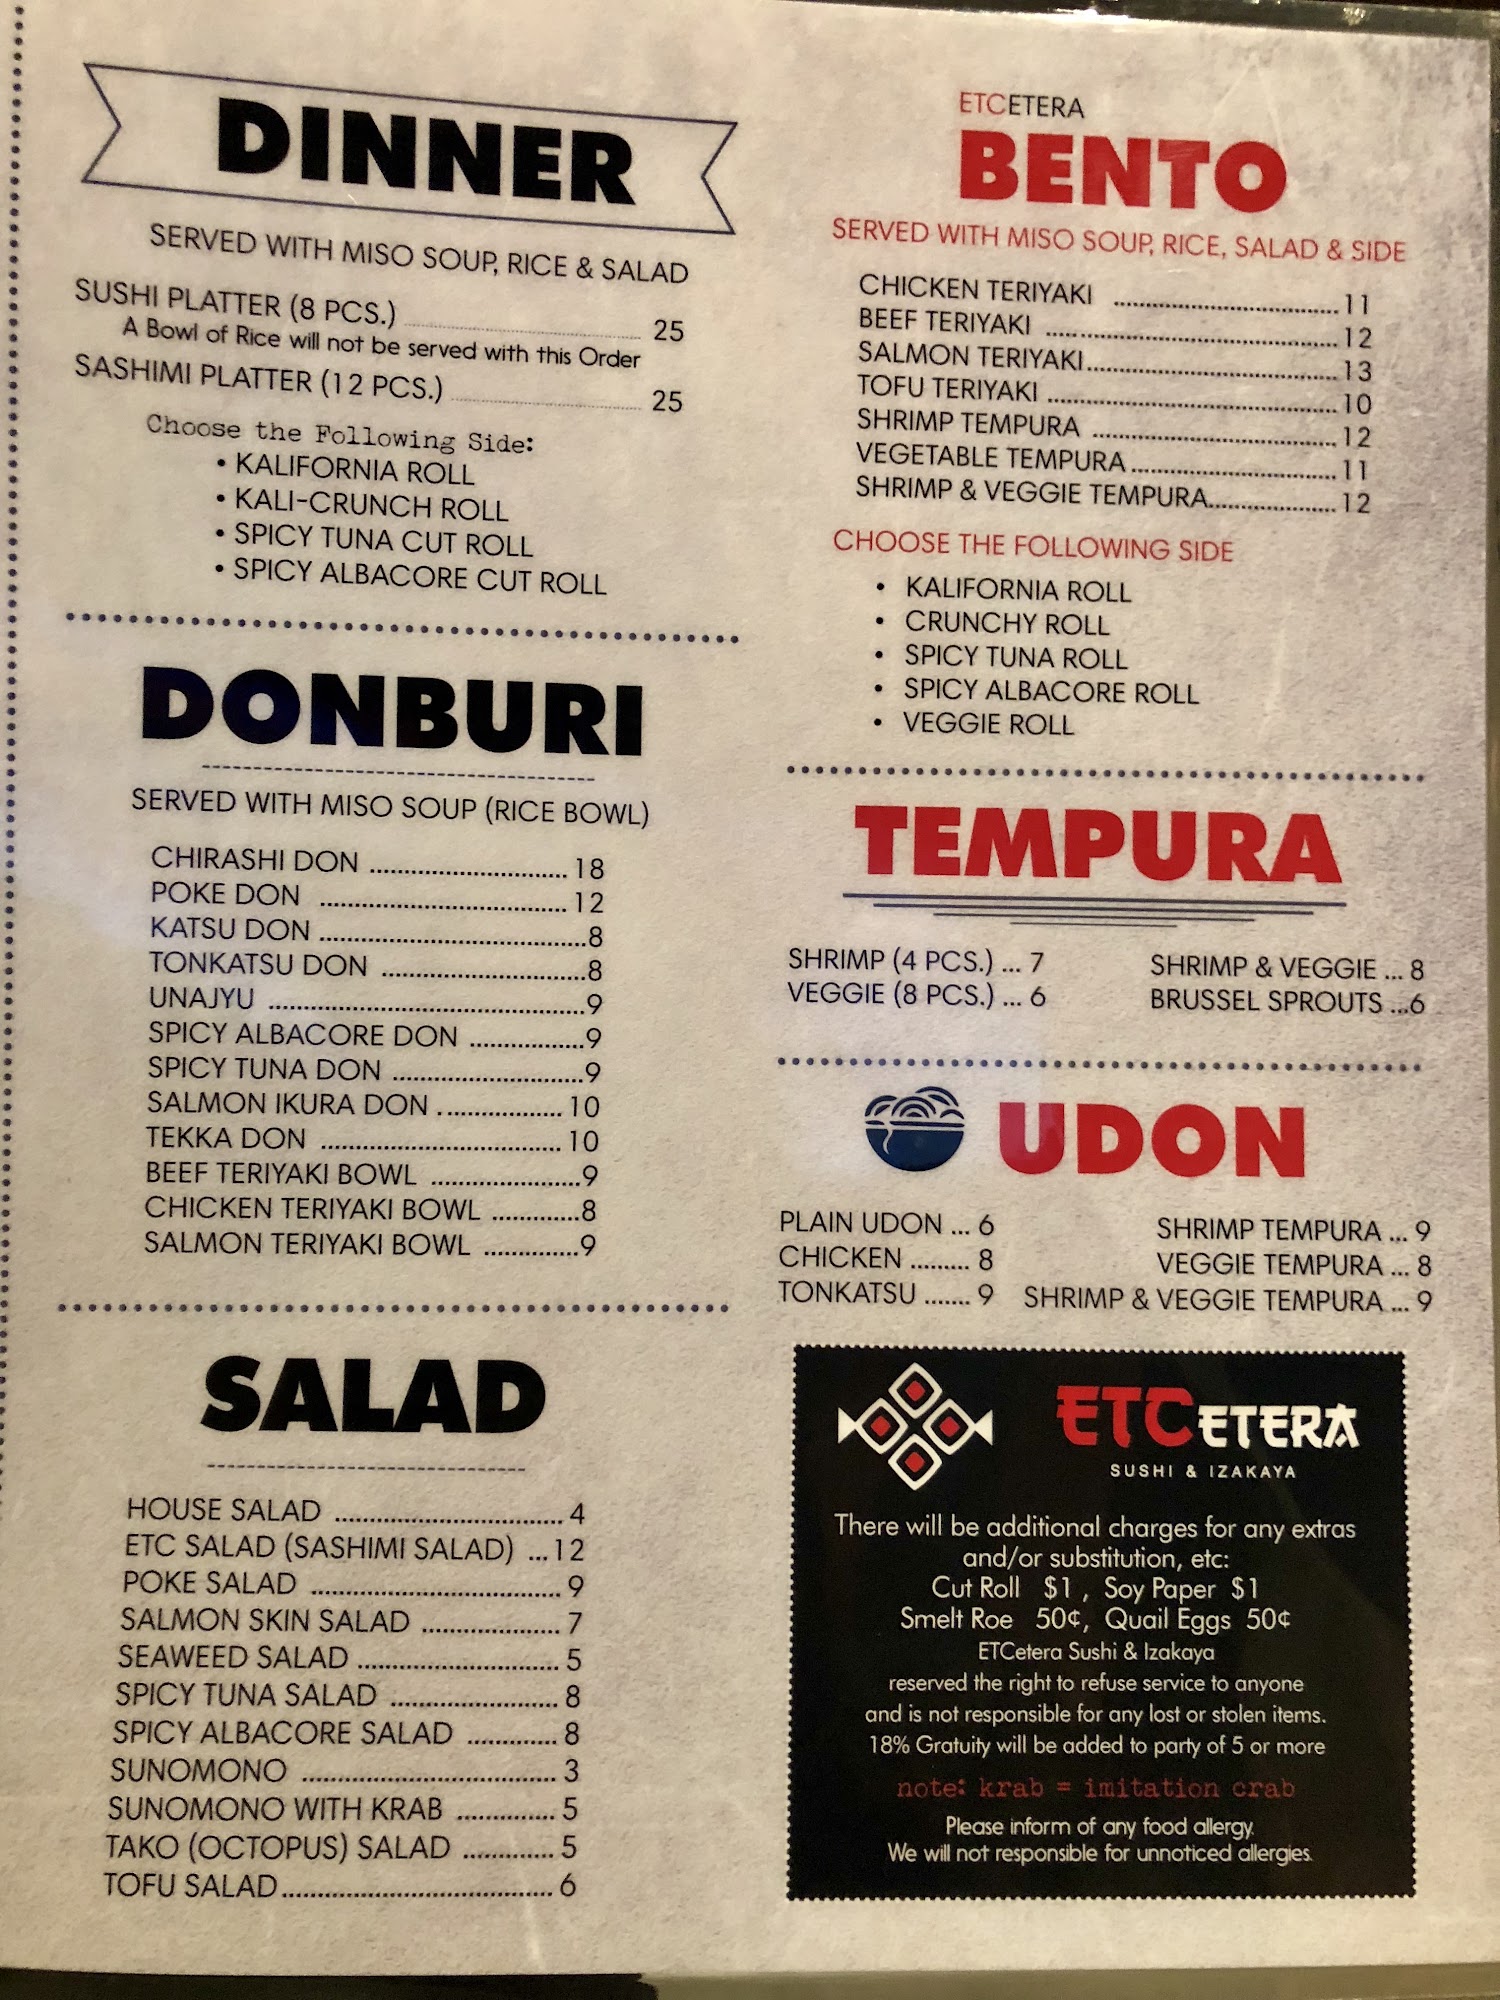 DINNER
SERVED WITH MISO SOUP, RICE & SALAD
SUSHI PLATTER (8 PCS.) 25
A Bowl of Rice will not be served with this Order
SASHIMI PLATTER (12 PCS.) 25
Choose the Following Side:
• KALIFORNIA ROLL
• KALI-CRUNCH ROLL
• SPICY TUNA CUT ROLL
• SPICY ALBACORE CUT ROLL
DONBURI
SERVED WITH MISO SOUP (RICE BOWL)
CHIRASHI DON 18
POKE DON 12
KATSU DON 8
TONKATSU DON 8
UNAJYU 9
SPICY ALBACORE DON 9
SPICY TUNA DON 9
SALMON IKURA DON 10
TEKKA DON 10
BEEF TERIYAKI BOWL 9
CHICKEN TERIYAKI BOWL 8
SALMON TERIYAKI BOWL 9
SALAD
HOUSE SALAD 4
ETC SALAD (SASHIMI SALAD) ...12
POKE SALAD 9
SALMON SKIN SALAD 7
SEAWEED SALAD 5
SPICY TUNA SALAD 8
SPICY ALBACORE SALAD 8
SUNOMONO 3
SUNOMONO WITH KRAB 5
TAKO (OCTOPUS) SALAD 5
TOFU SALAD 6
ETCETERA
BENTO
SERVED WITH MISO SOUP, RICE, SALAD & SIDE
CHICKEN TERIYAKI 11
BEEF TERIYAKI 12
SALMON TERIYAKI 13
TOFU TERIYAKI 10
SHRIMP TEMPURA 12
VEGETABLE TEMPURA 11
SHRIMP & VEGGIE TEMPURA 12
CHOOSE THE FOLLOWING SIDE
• KALIFORNIA ROLL
• CRUNCHY ROLL
• SPICY TUNA ROLL
• SPICY ALBACORE ROLL
• VEGGIE ROLL
TEMPURA
SHRIMP (4 PCS.) ... 7 SHRIMP & VEGGIE ... 8
VEGGIE (8 PCS.) ... 6 BRUSSEL SPROUTS ...6
UDON
PLAIN UDON ... 6 SHRIMP TEMPURA ... 9
CHICKEN ......... 8 VEGGIE TEMPURA ... 8
TONKATSU ....... 9 SHRIMP & VEGGIE TEMPURA ... 9
ETCETERA
SUSHI & IZAKAYA
There will be additional charges for any extras
and/or substitution, etc:
Cut Roll $1 , Soy Paper $1
Smelt Roe 50¢, Quail Eggs 50¢
ETCetera Sushi & Izakaya
reserved the right to refuse service to anyone
and is not responsible for any lost or stolen items.
18% Gratuity will be added to party of 5 or more
note: krab = imitation crab
Please inform of any food allergy.
We will not responsible for unnoticed allergies.